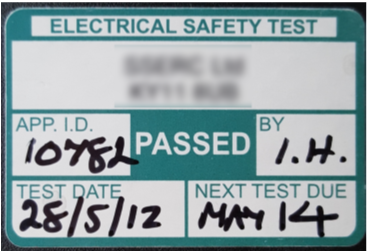 ELECTRICAL SAFETY TEST
APP. I.D.
10782
PASSED
BY
I.H.
TEST DATE
28/5/12
NEXT TEST DUE
MAY 14